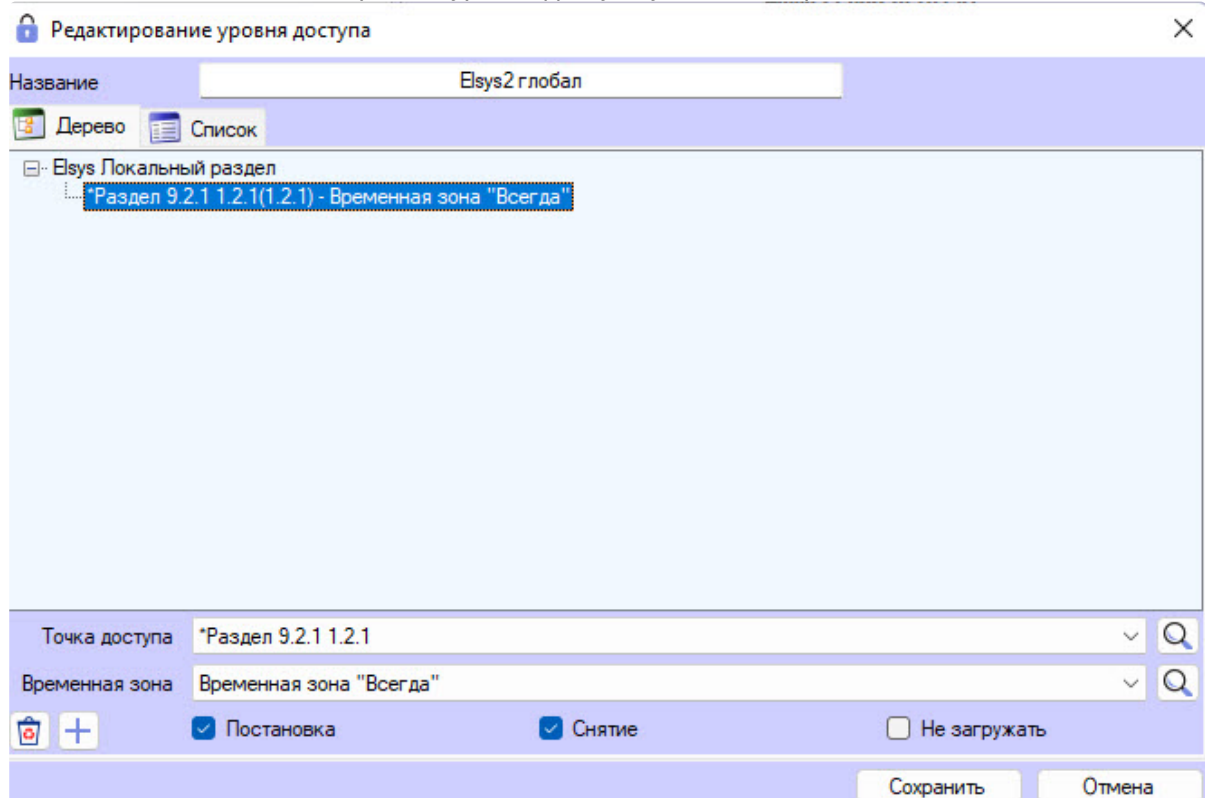 Редактирование уровня доступа
Название
Elsys2 глобал
Дерево
Список
Elsys Локальный раздел
*Раздел 9.2.1 1.2.1(1.2.1) - Временная зона "Всегда"
Точка доступа
*Раздел 9.2.1 1.2.1
Временная зона
Временная зона "Всегда"
Постановка
Снятие
Не загружать
Сохранить
Отмена